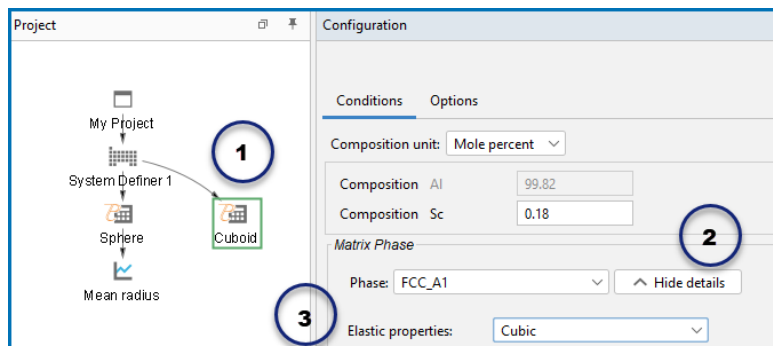 Project
Configuration
My Project
System Definer 1
Sphere
Cuboid
Mean radius
1
Conditions Options
Composition unit: Mole percent
Composition Al 99.82
Composition Sc 0.18
Matrix Phase
2
Phase: FCC_A1 Hide details
3
Elastic properties: Cubic